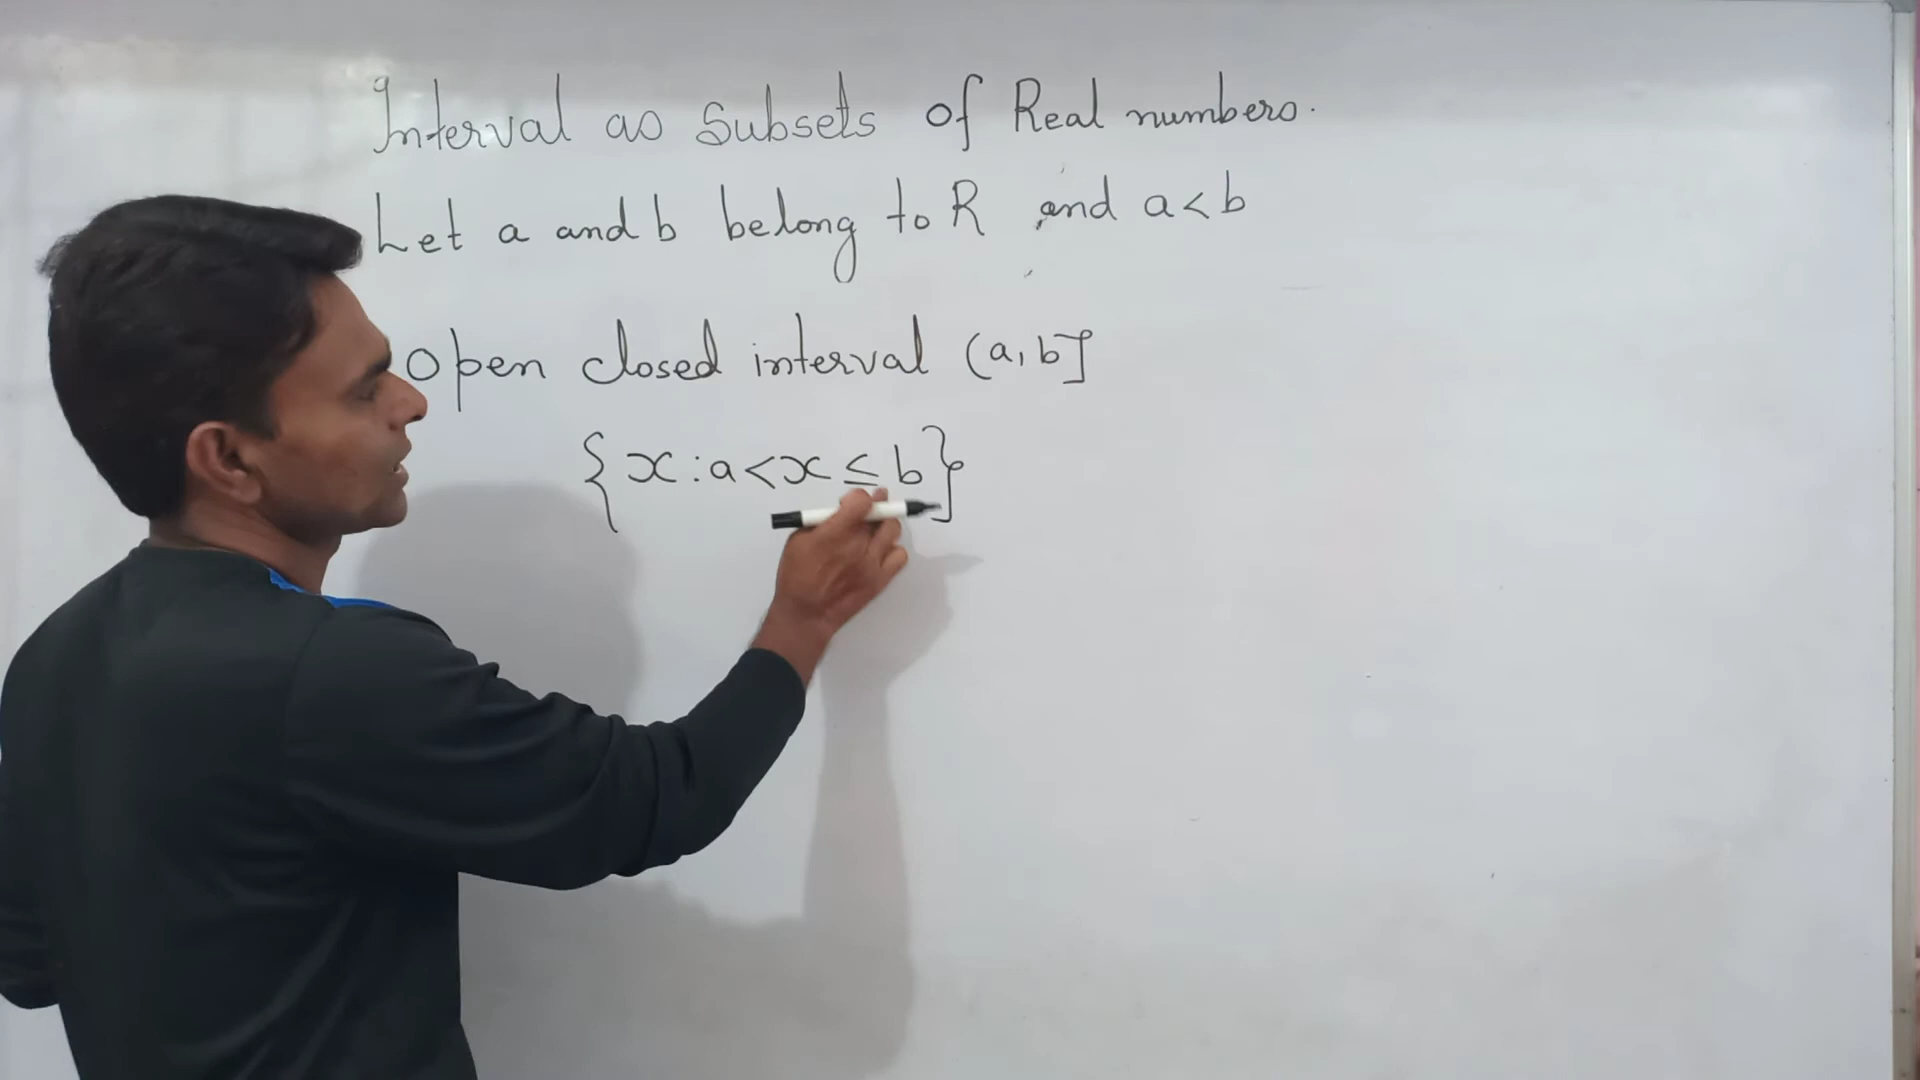 Interval as Subsets of Real numbers.
Let a and b belong to R and a<b
Open closed interval (a, b]
{x : a<x≤b}